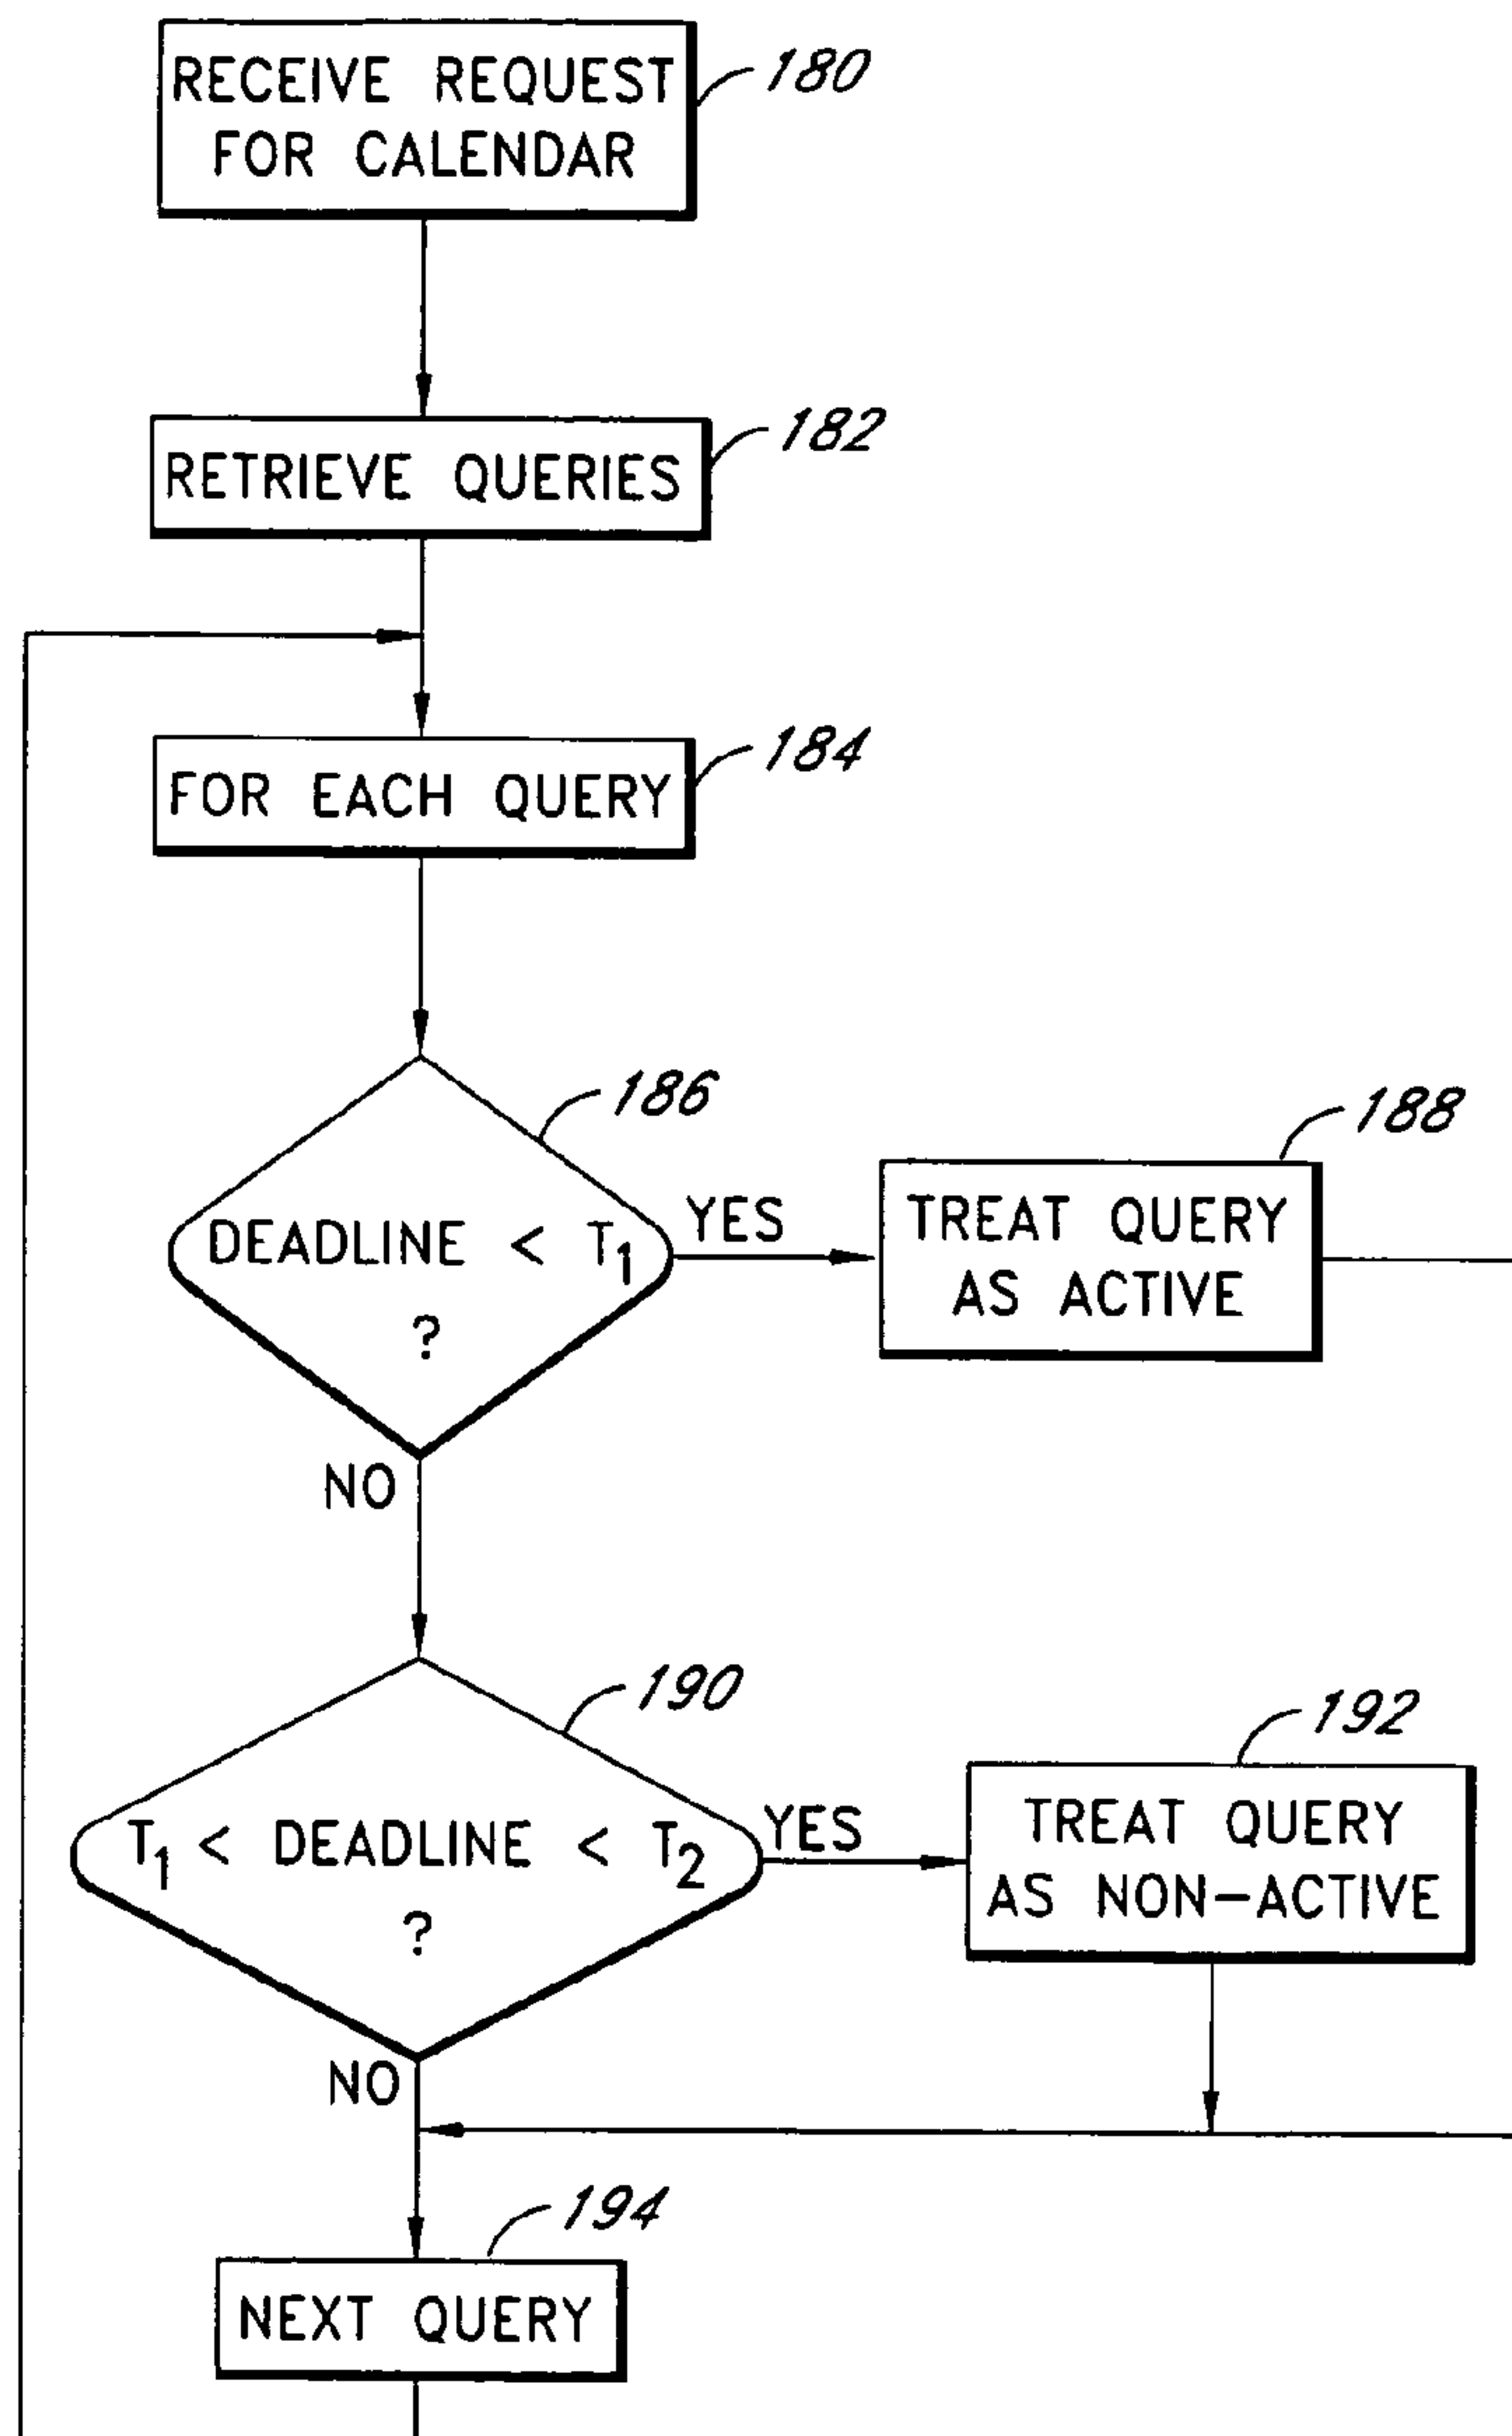 RECEIVE REQUEST
FOR CALENDAR
180
RETRIEVE QUERIES
182
FOR EACH QUERY
184
186
DEADLINE < T1
?
YES
NO
188
TREAT QUERY
AS ACTIVE
190
T1 < DEADLINE < T2
?
YES
NO
192
TREAT QUERY
AS NON-ACTIVE
194
NEXT QUERY